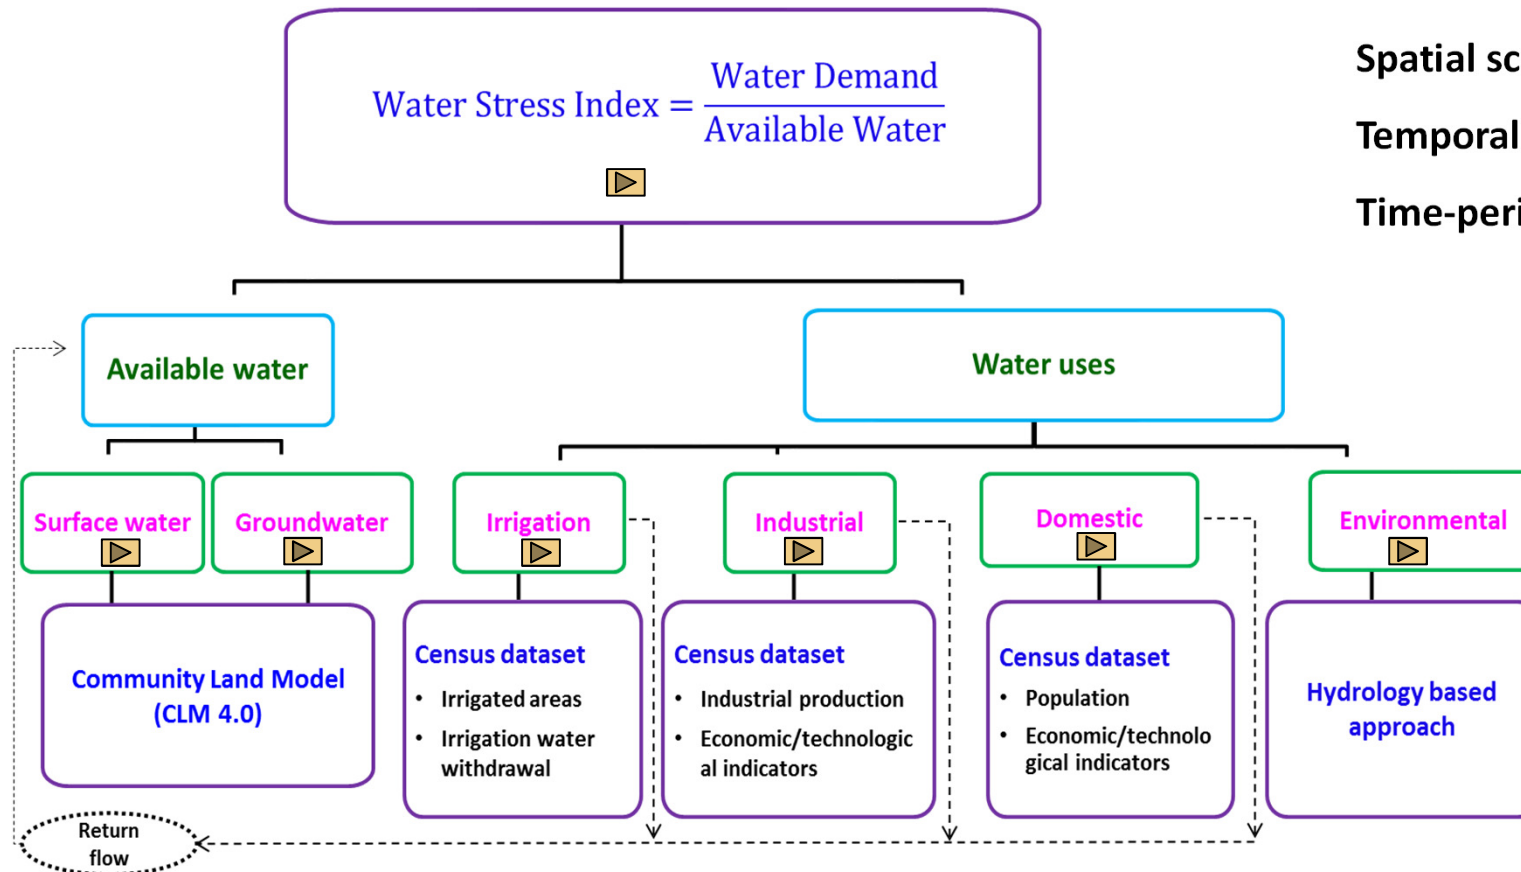 Water Stress Index = Water Demand / Available Water
Spatial sc
Temporal
Time-peri
Available water
Water uses
Surface water
Groundwater
Irrigation
Industrial
Domestic
Environmental
Community Land Model
(CLM 4.0)
Census dataset
• Irrigated areas
• Irrigation water
withdrawal
Census dataset
• Industrial production
• Economic/technologic
al indicators
Census dataset
• Population
• Economic/technolo
gical indicators
Hydrology based
approach
Return
flow